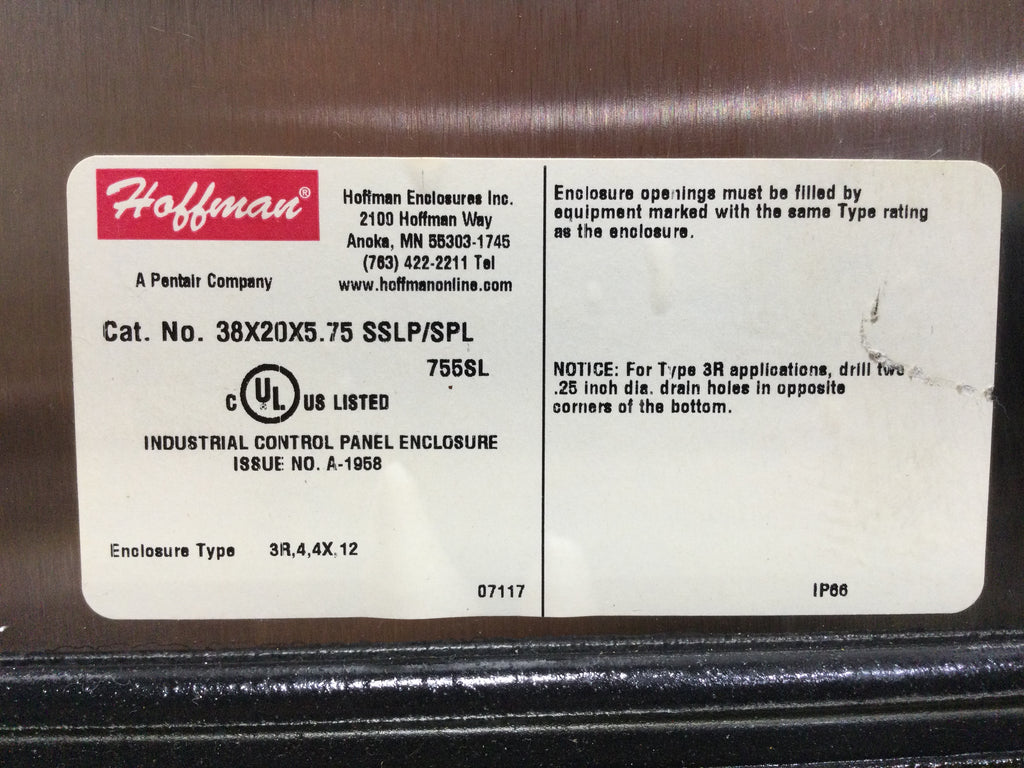 Hoffman®
A Pentair Company
Hoffman Enclosures Inc.
2100 Hoffman Way
Anoka, MN 55303-1745
(763) 422-2211 Tel
www.hoffmanonline.com
Cat. No. 38X20X5.75 SSLP/SPL
755SL
C UL US LISTED
INDUSTRIAL CONTROL PANEL ENCLOSURE
ISSUE NO. A-1958
Enclosure Type 3R,4,4X,12
07117
Enclosure openings must be filled by
equipment marked with the same Type rating
as the enclosure.
NOTICE: For Type 3R applications, drill two
.25 inch dia. drain holes in opposite
corners of the bottom.
IP66